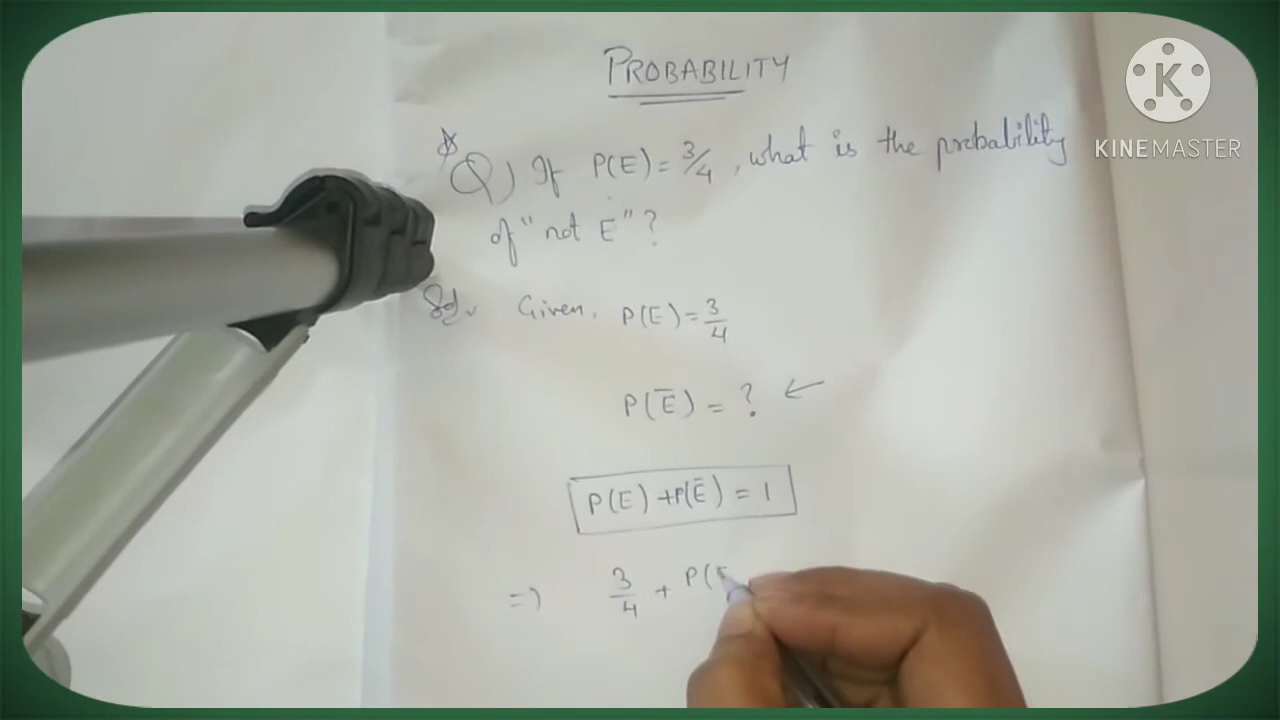 PROBABILITY
Q) If P(E) = 3/4, what is the probability
of "not E"?
Sol. Given, P(E) = 3/4
P(Ē) = ? ←
P(E) + P(Ē) = 1
=> 3/4 + P(
K
KINEMASTER